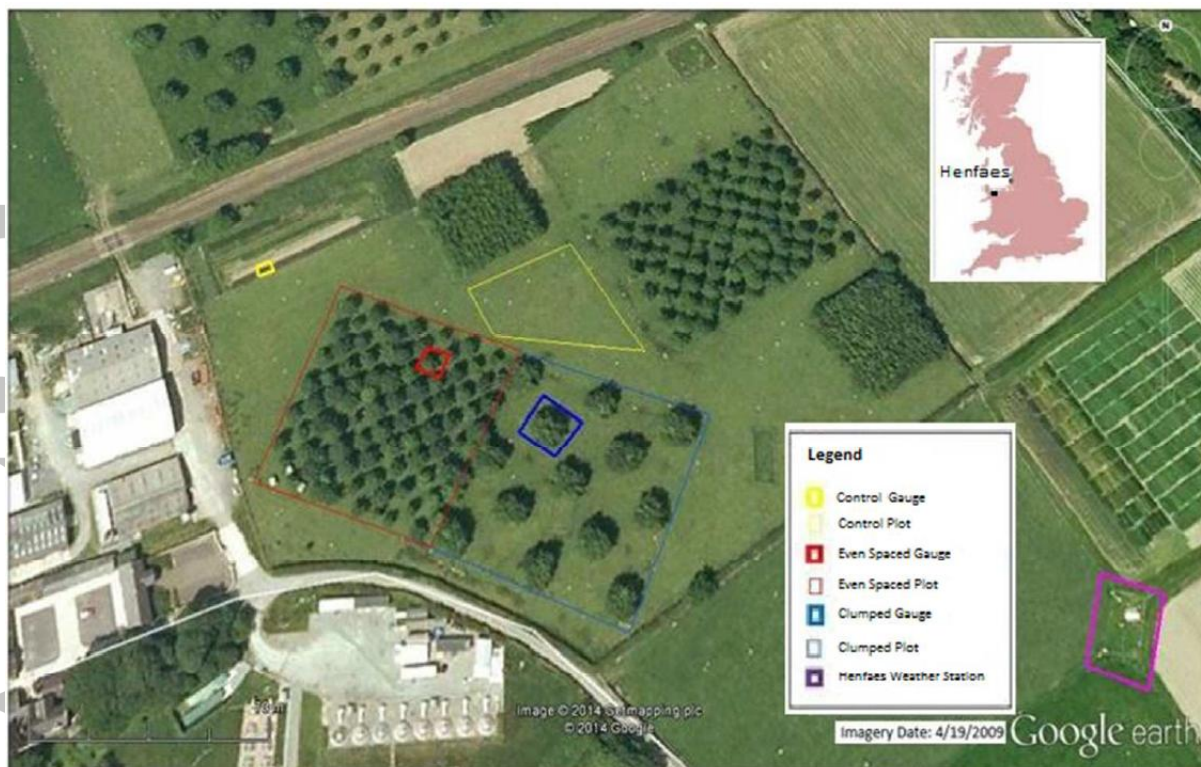 N
Henfaes
Legend
Control Gauge
Control Plot
Even Spaced Gauge
Even Spaced Plot
Clumped Gauge
Clumped Plot
Henfaes Weather Station
Image © 2014 Getmapping plc
© 2014 Google
Imagery Date: 4/19/2009
Google earth